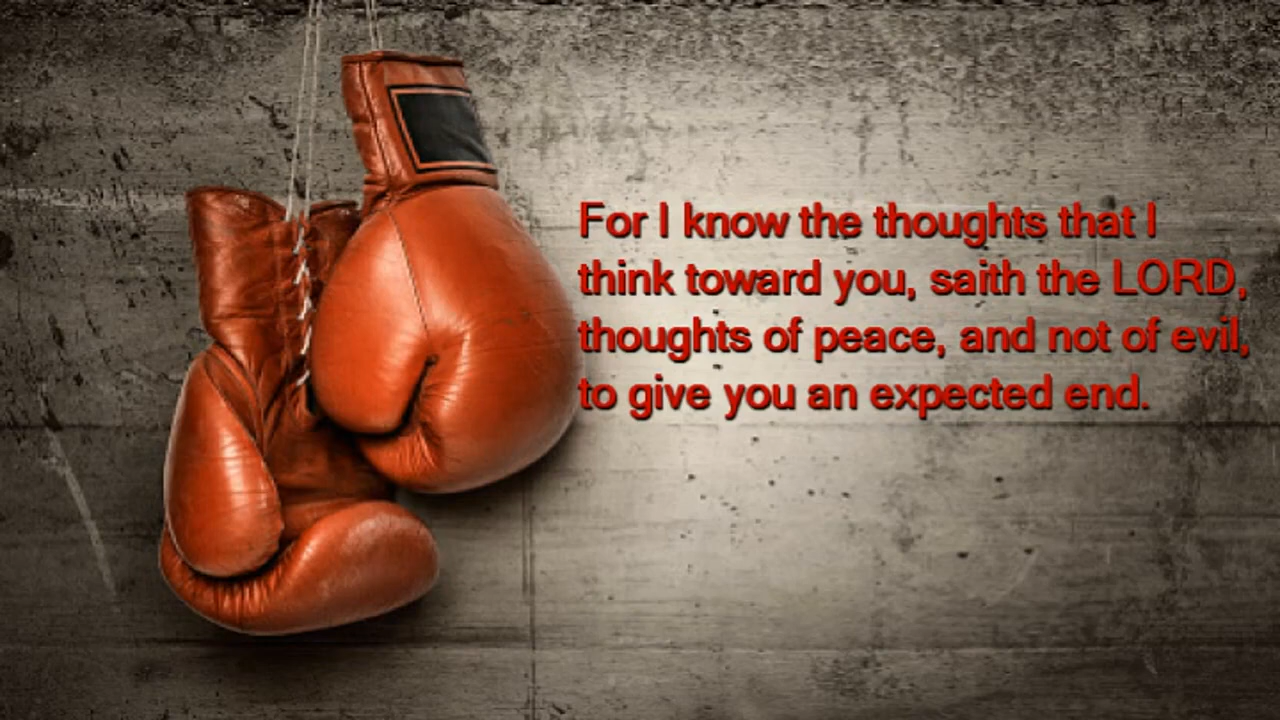 For I know the thoughts that I
think toward you, saith the LORD,
thoughts of peace, and not of evil,
to give you an expected end.